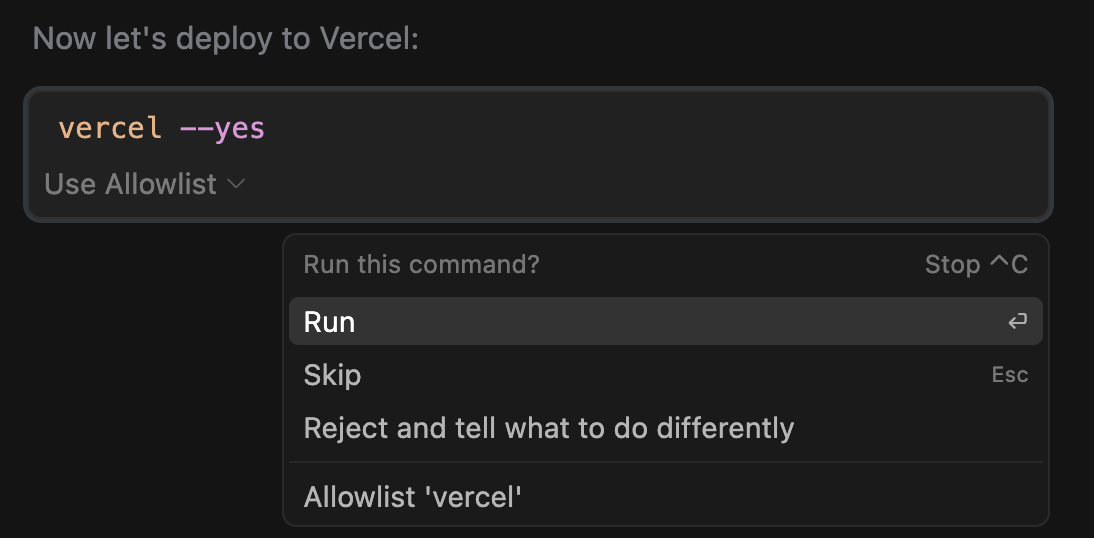 Now let's deploy to Vercel:
vercel --yes
Use Allowlist
Run this command? Stop ^C
Run ⏎
Skip Esc
Reject and tell what to do differently
Allowlist 'vercel'